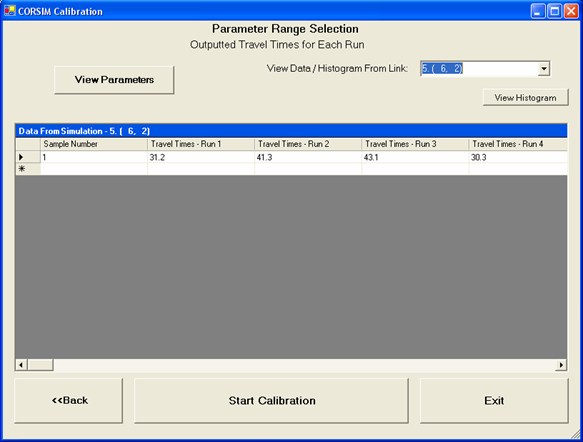 CORSIM Calibration
Parameter Range Selection
Outputted Travel Times for Each Run
View Parameters
View Data / Histogram From Link:
5. ( 6, 2)
View Histogram
Data From Simulation - 5. ( 6, 2)
Sample Number Travel Times - Run 1 Travel Times - Run 2 Travel Times - Run 3 Travel Times - Run 4
1 31.2 41.3 43.1 30.3
<<Back
Start Calibration
Exit